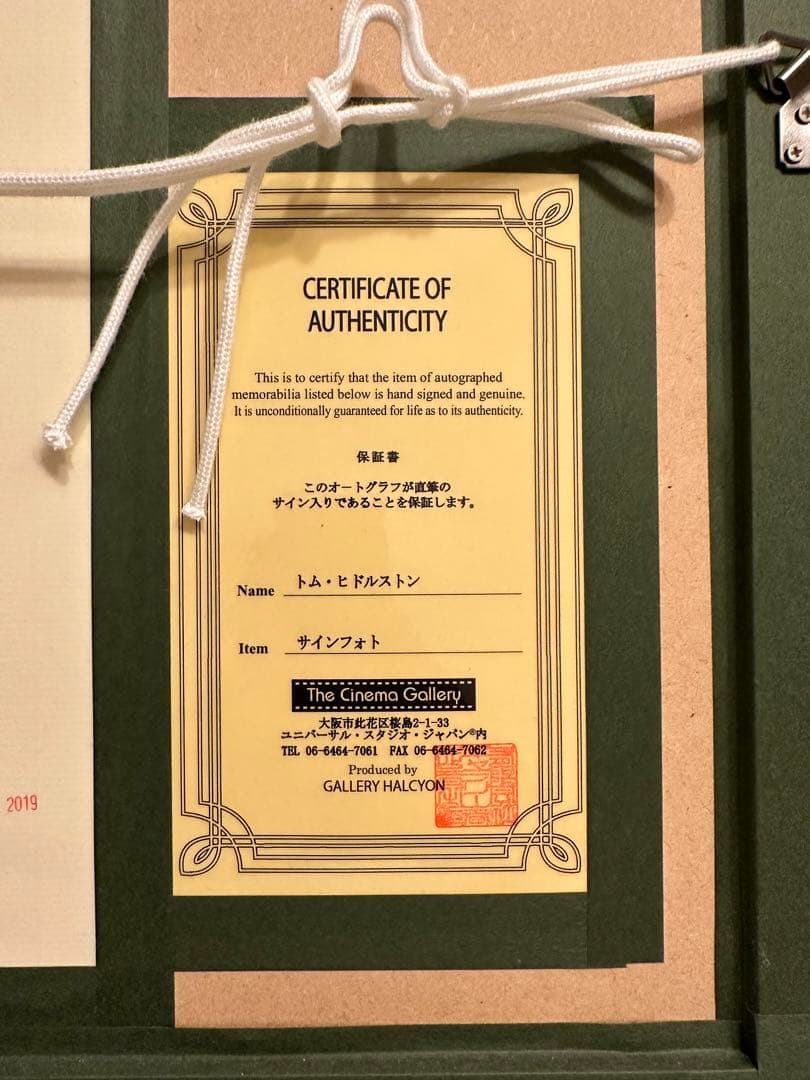 CERTIFICATE OF
AUTHENTICITY
This is to certify that the item of autographed
memorabilia listed below is hand signed and genuine.
It is unconditionally guaranteed for life as to its authenticity.
保証書
このオートグラフが直筆の
サイン入りであることを保証します。
Name トム・ヒドルストン
Item サインフォト
The Cinema Gallery
大阪市此花区桜島2-1-33
ユニバーサル・スタジオ・ジャパン®内
TEL 06-6464-7061 FAX 06-6464-7062
Produced by
GALLERY HALCYON
2019